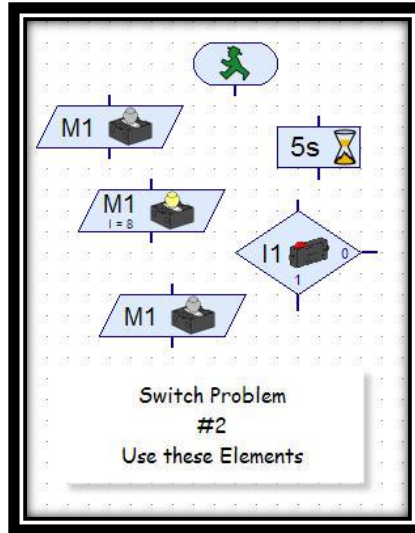 M1
5s
M1
I = 8
I1
0
1
M1
Switch Problem
#2
Use these Elements